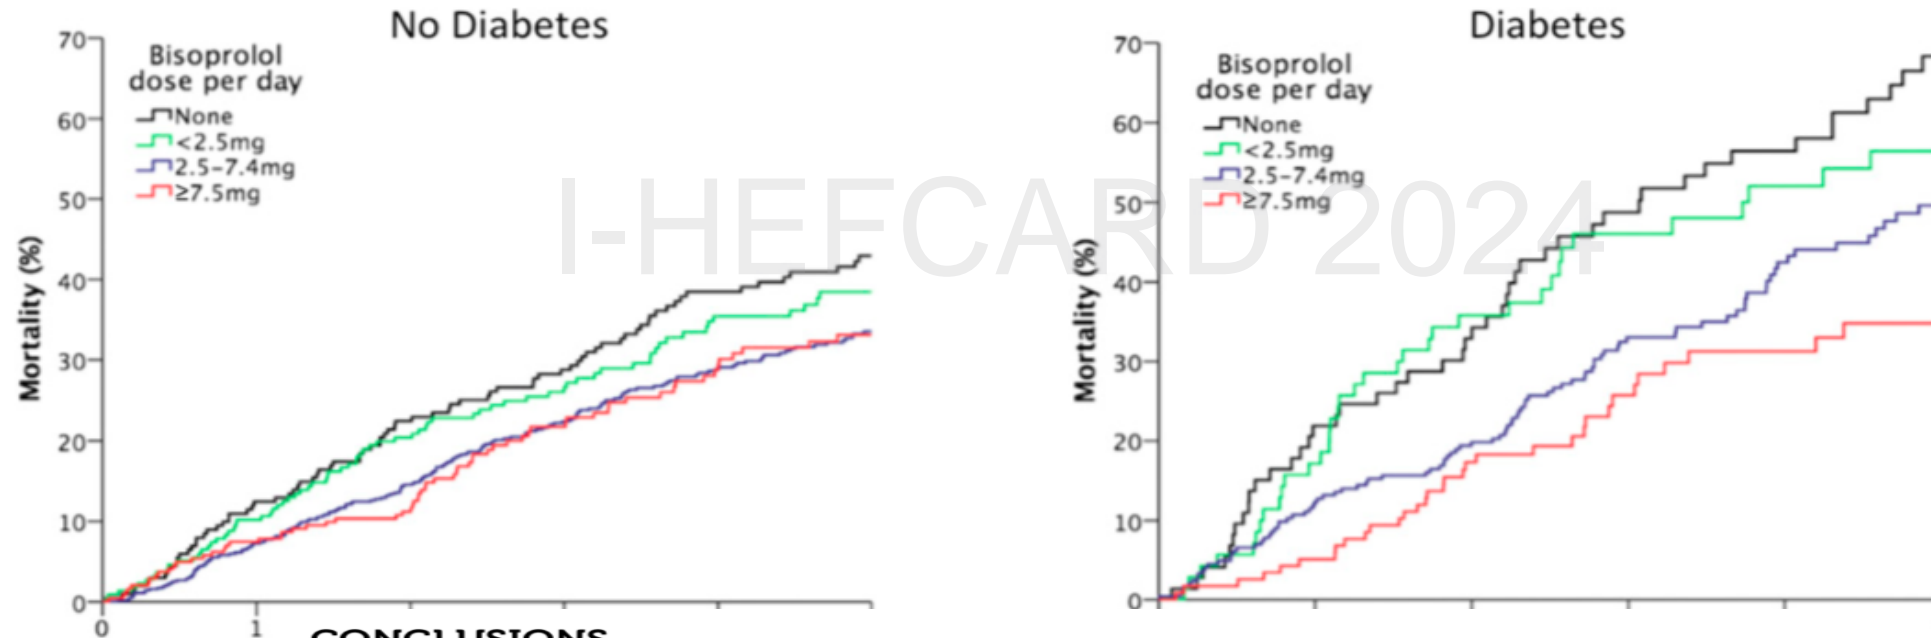 No Diabetes
70
60
50
40
30
20
10
0
Mortality (%)
Bisoprolol
dose per day
None
<2.5mg
2.5–7.4mg
≥7.5mg
0
1
CONCLUSIONS
Diabetes
70
60
50
40
30
20
10
0
Mortality (%)
Bisoprolol
dose per day
None
<2.5mg
2.5–7.4mg
≥7.5mg
I-HEFCARD 2024